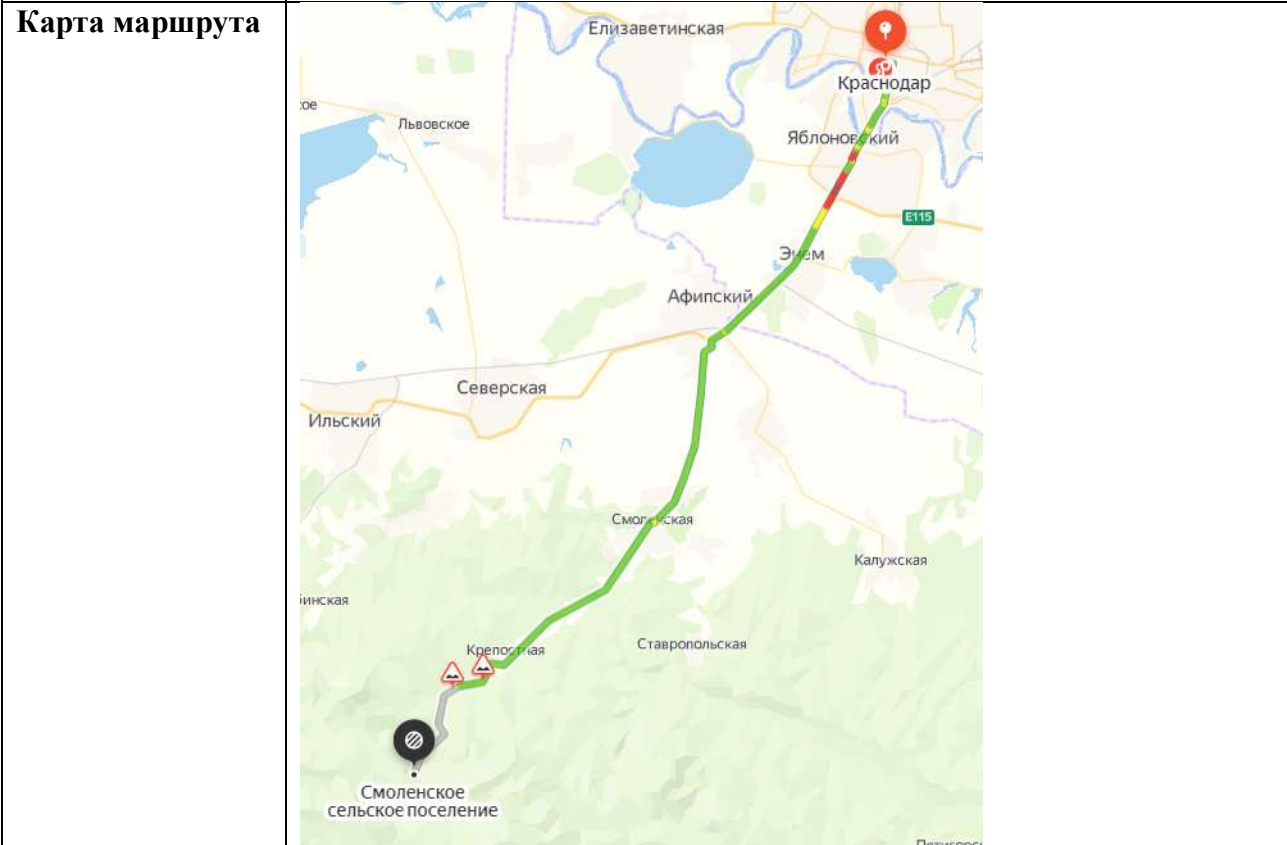 Карта маршрута
Елизаветинская
Краснодар
Львовское
Яблоновский
E115
Энем
Афипский
Северская
Ильский
Смоленская
Калужская
Крепостная
Ставропольская
Смоленское
сельское поселение